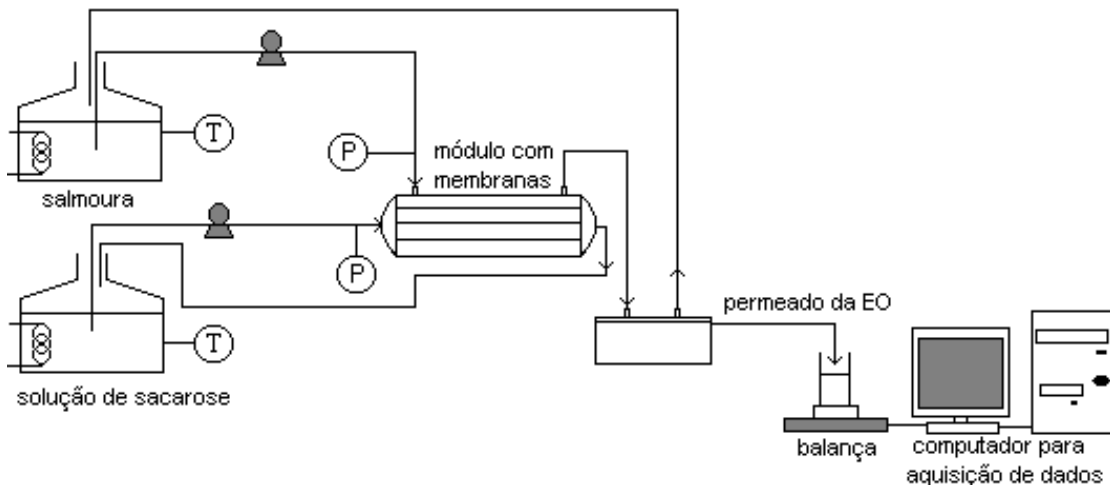 T
salmoura
P
módulo com
membranas
P
T
solução de sacarose
permeado da EO
balança
computador para
aquisição de dados